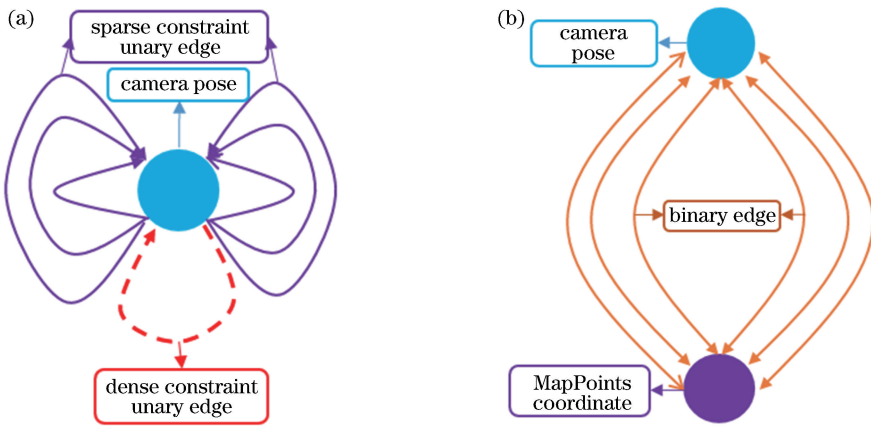 (a)
sparse constraint
unary edge
camera pose
dense constraint
unary edge
(b)
camera
pose
binary edge
MapPoints
coordinate